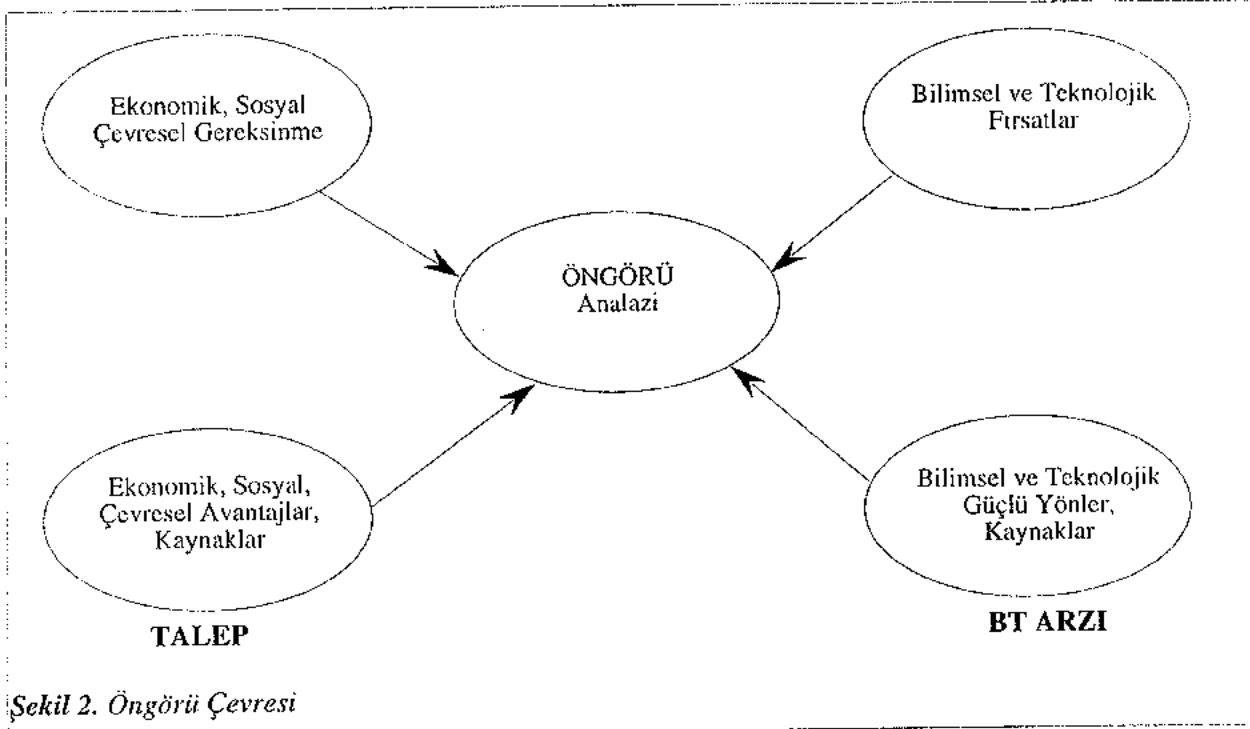 Ekonomik, Sosyal
Çevresel Gereksinme
Bilimsel ve Teknolojik
Fırsatlar
ÖNGÖRÜ
Analazi
Ekonomik, Sosyal,
Çevresel Avantajlar,
Kaynaklar
TALEP
Bilimsel ve Teknolojik
Güçlü Yönler,
Kaynaklar
BT ARZI
Şekil 2. Öngörü Çevresi